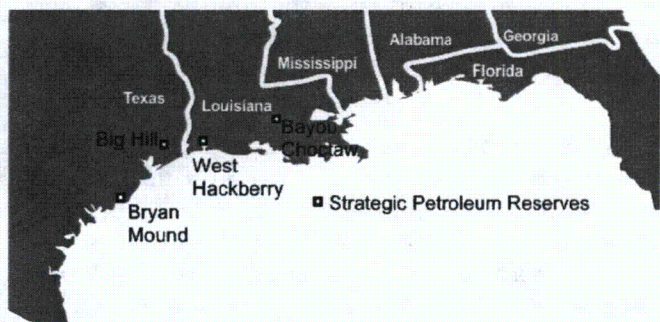 Alabama
Georgia
Mississippi
Florida
Texas
Louisiana
Big Hill
Bayou
Choctaw
West
Hackberry
Bryan
Mound
Strategic Petroleum Reserves